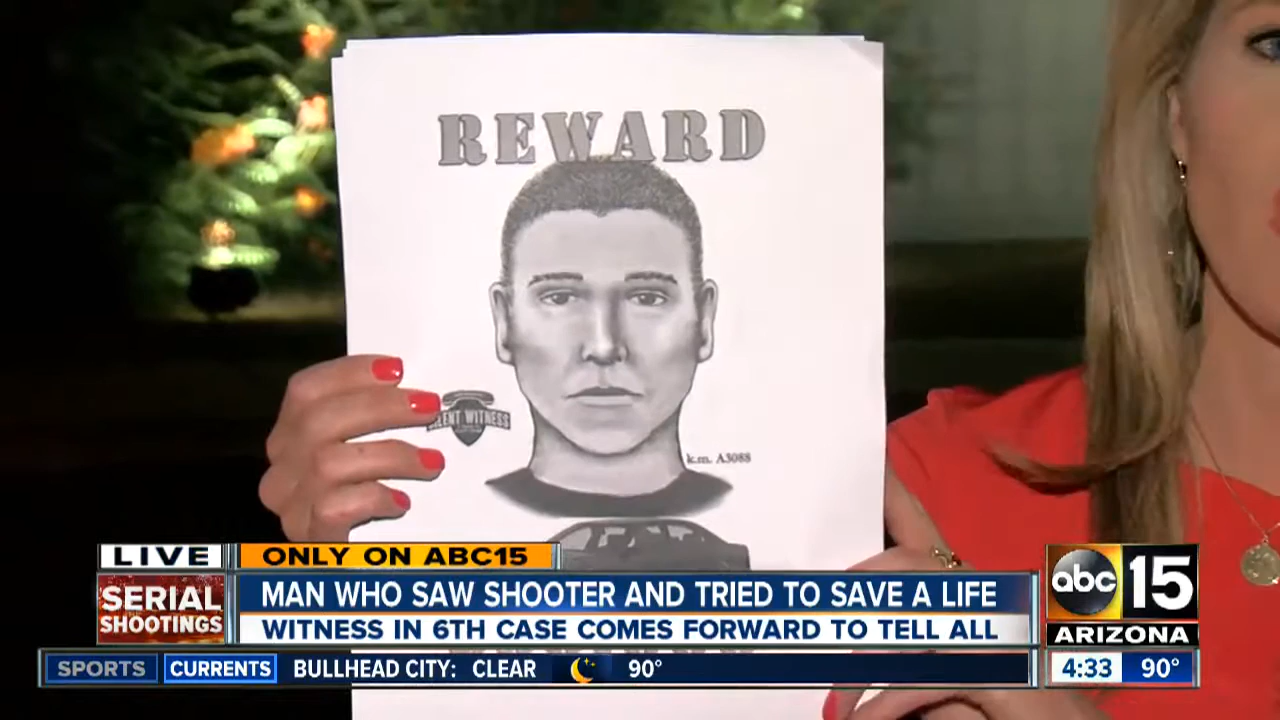 REWARD
LENT WITNESS
k.m. A3088
LIVE
ONLY ON ABC15
SERIAL
SHOOTINGS
MAN WHO SAW SHOOTER AND TRIED TO SAVE A LIFE
WITNESS IN 6TH CASE COMES FORWARD TO TELL ALL
abc 15
ARIZONA
SPORTS CURRENTS BULLHEAD CITY: CLEAR 90°
4:33 90°